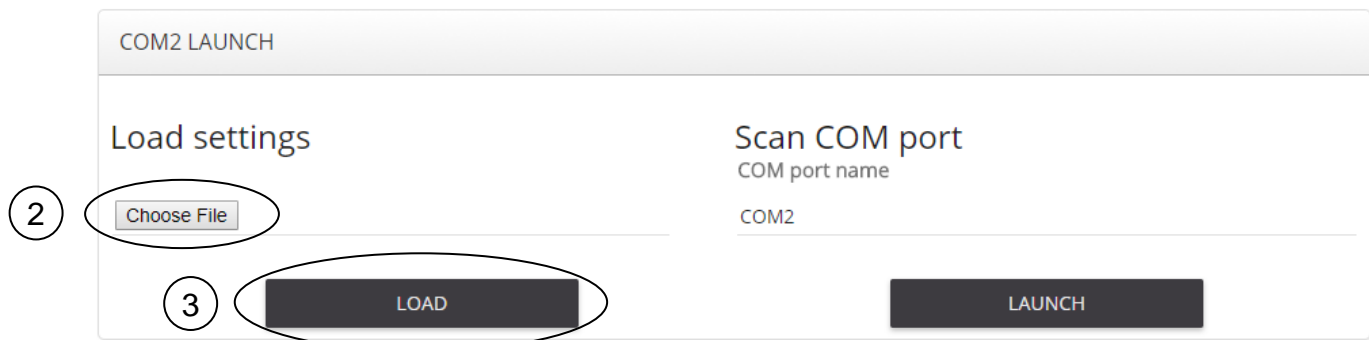 COM2 LAUNCH
Load settings
Scan COM port
COM port name
2
Choose File
COM2
3
LOAD
LAUNCH